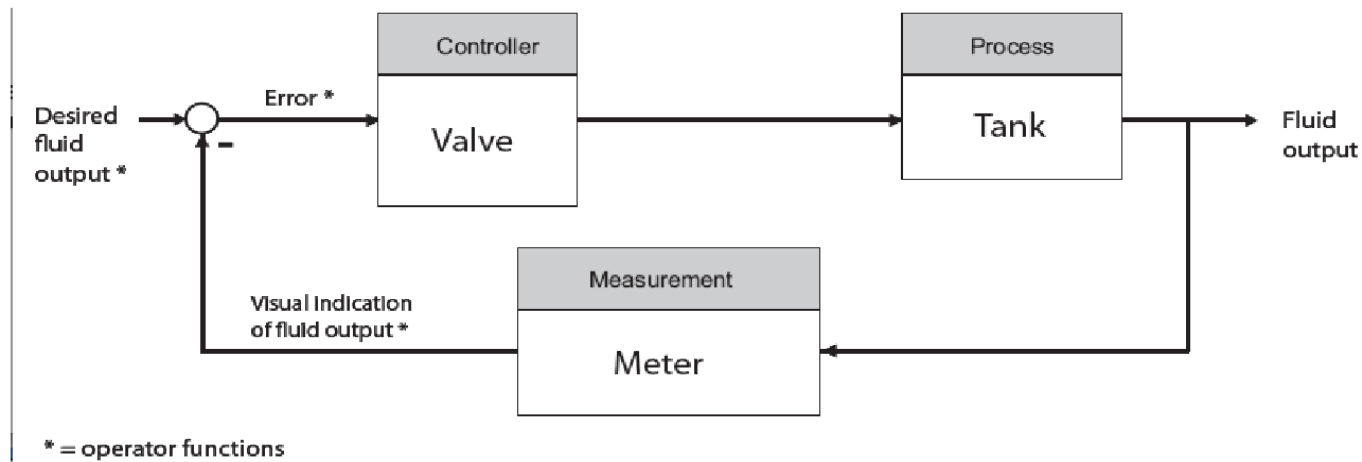 Controller
Process
Desired
fluid
output *
Error *
Valve
Tank
Fluid
output
-
Measurement
Visual indication
of fluid output *
Meter
* = operator functions